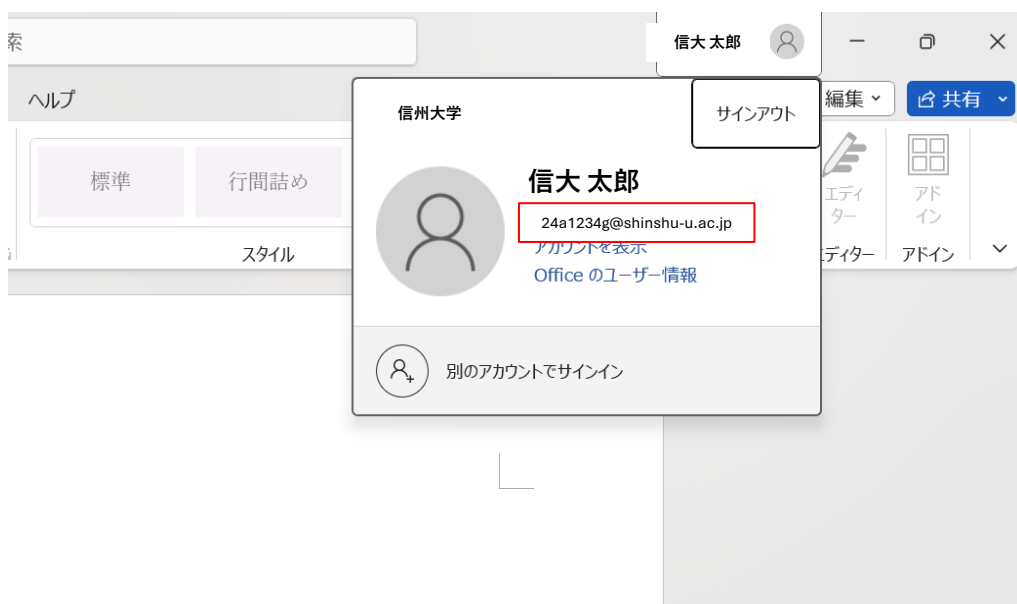 索
信大 太郎
ヘルプ
編集
共有
信州大学
サインアウト
標準
行間詰め
信大 太郎
24a1234g@shinshu-u.ac.jp
アカウントを表示
Office のユーザー情報
エディ
ター
アド
イン
スタイル
エディター
アドイン
別のアカウントでサインイン